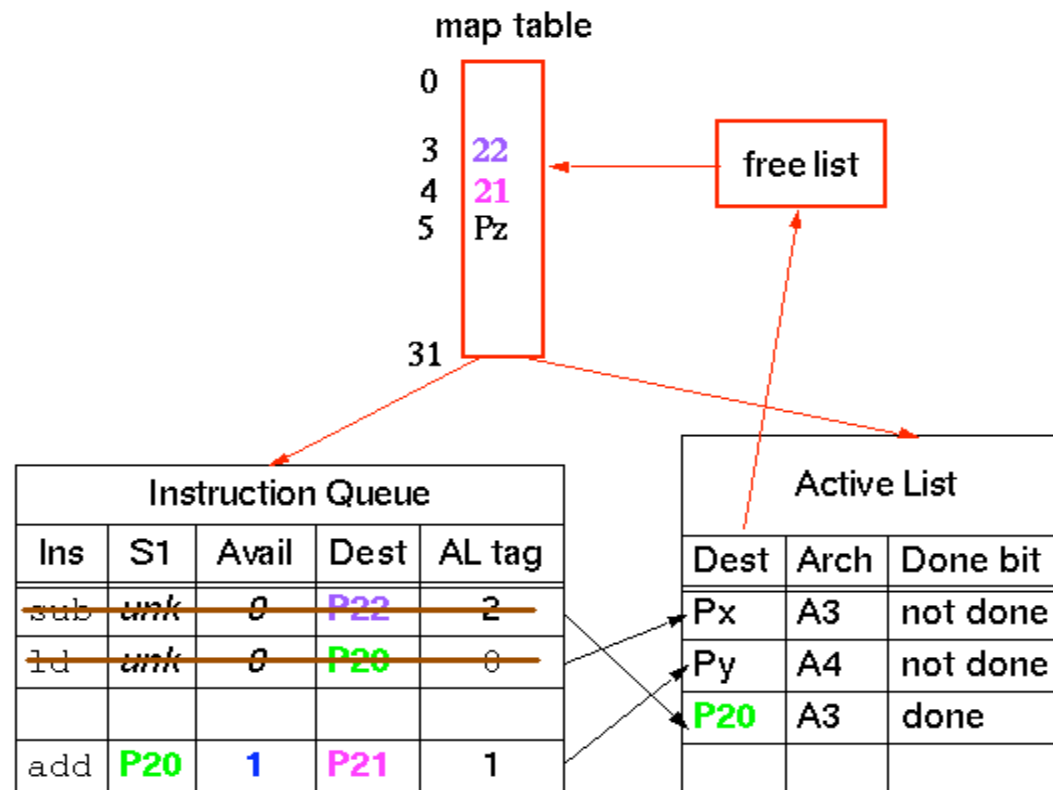 map table
0
3 22
4 21
5 Pz
31
free list
Instruction Queue
Ins S1 Avail Dest AL tag
sub unk 0 P22 2
ld unk 0 P20 0
add P20 1 P21 1
Active List
Dest Arch Done bit
Px A3 not done
Py A4 not done
P20 A3 done